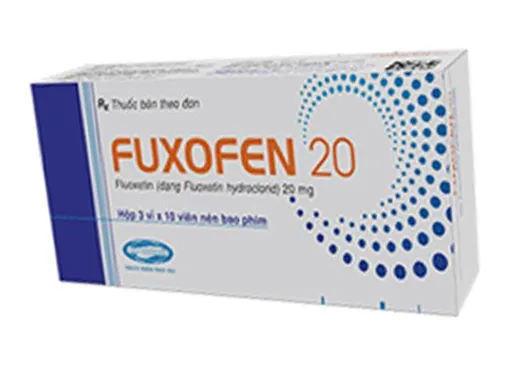 Rx Thuốc bán theo đơn
FUXOFEN 20
Fluoxetin (dạng Fluoxetin hydroclorid) 20 mg
Hộp 3 vỉ x 10 viên nén bao phim